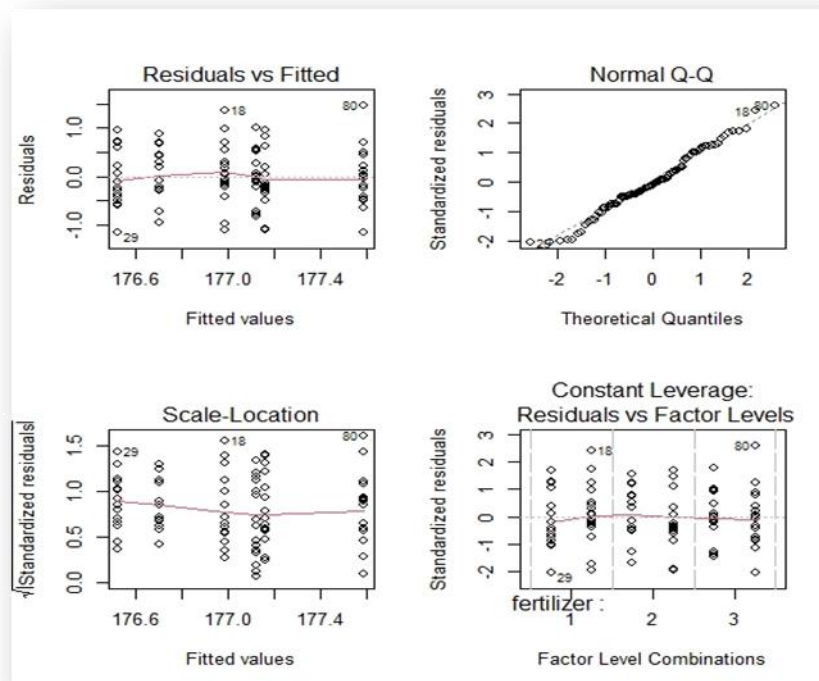 Residuals vs Fitted
Residuals
1.0
0.0
-1.0
18
80
29
176.6 177.0 177.4
Fitted values
Normal Q-Q
Standardized residuals
3
2
1
0
-1
-2
18 80
29
-2 -1 0 1 2
Theoretical Quantiles
Scale-Location
√|Standardized residuals|
1.5
1.0
0.5
0.0
29
18
80
176.6 177.0 177.4
Fitted values
Constant Leverage:
Residuals vs Factor Levels
Standardized residuals
3
2
1
0
-1
-2
18
80
29
fertilizer :
1 2 3
Factor Level Combinations